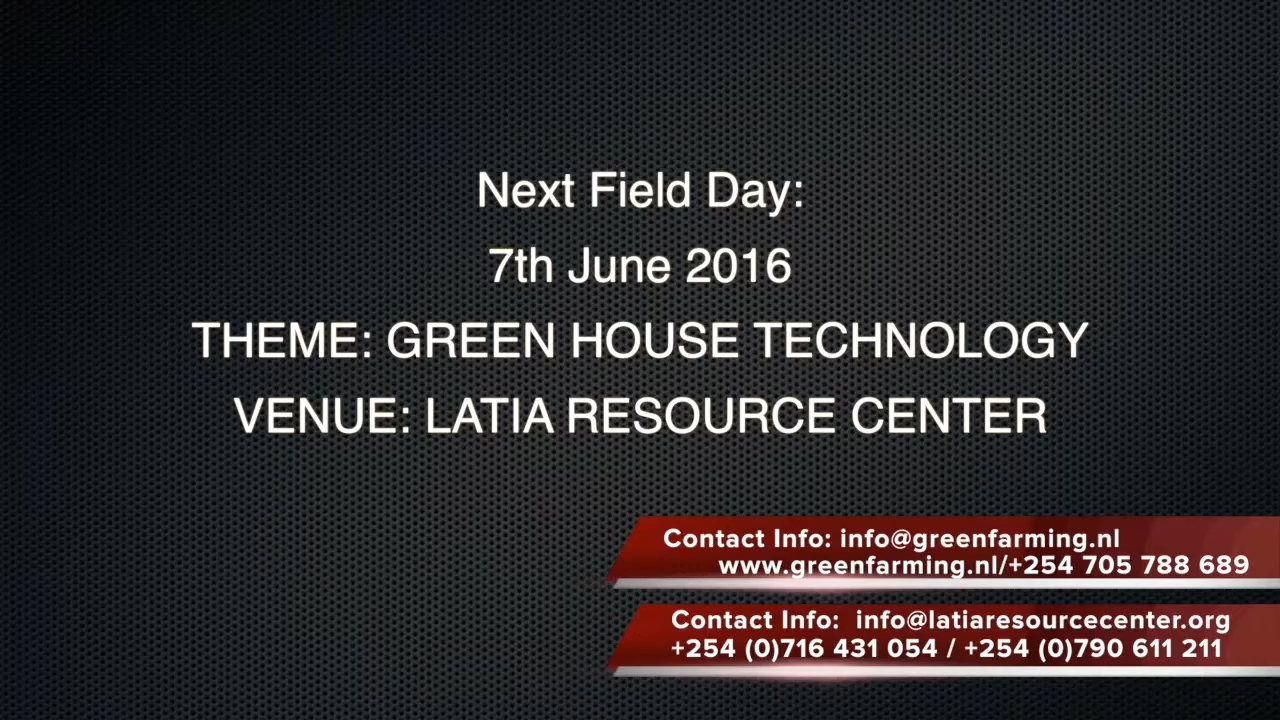 Next Field Day:
7th June 2016
THEME: GREEN HOUSE TECHNOLOGY
VENUE: LATIA RESOURCE CENTER
Contact Info: info@greenfarming.nl
www.greenfarming.nl/+254 705 788 689
Contact Info: info@latiaresourcecenter.org
+254 (0)716 431 054 / +254 (0)790 611 211